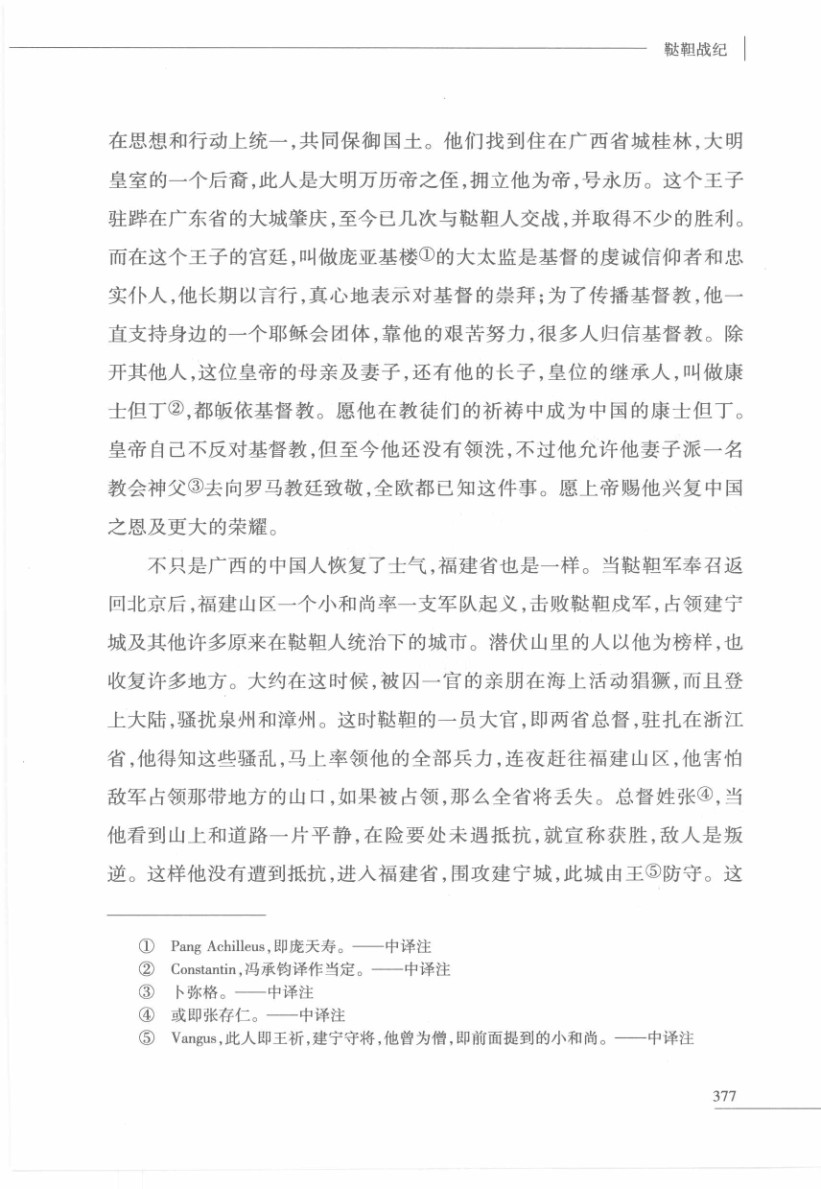 鞑靼战纪
在思想和行动上统一,共同保御国土。他们找到住在广西省城桂林,大明
皇室的一个后裔,此人是大明万历帝之侄,拥立他为帝,号永历。这个王子
驻跸在广东省的大城肇庆,至今已几次与鞑靼人交战,并取得不少的胜利。
而在这个王子的宫廷,叫做庞亚基楼①的大太监是基督的虔诚信仰者和忠
实仆人,他长期以言行,真心地表示对基督的崇拜;为了传播基督教,他一
直支持身边的一个耶稣会团体,靠他的艰苦努力,很多人归信基督教。除
开其他人,这位皇帝的母亲及妻子,还有他的长子,皇位的继承人,叫做康
士但丁②,都皈依基督教。愿他在教徒们的祈祷中成为中国的康士但丁。
皇帝自己不反对基督教,但至今他还没有领洗,不过他允许他妻子派一名
教会神父③去向罗马教廷致敬,全欧都已知这件事。愿上帝赐他兴复中国
之恩及更大的荣耀。
不只是广西的中国人恢复了士气,福建省也是一样。当鞑靼军奉召返
回北京后,福建山区一个小和尚率一支军队起义,击败鞑靼戍军,占领建宁
城及其他许多原来在鞑靼人统治下的城市。潜伏山里的人以他为榜样,也
收复许多地方。大约在这时候,被囚一官的亲朋在海上活动猖獗,而且登
上大陆,骚扰泉州和漳州。这时鞑靼的一员大官,即两省总督,驻扎在浙江
省,他得知这些骚乱,马上率领他的全部兵力,连夜赶往福建山区,他害怕
敌军占领那带地方的山口,如果被占领,那么全省将丢失。总督姓张④,当
他看到山上和道路一片平静,在险要处未遇抵抗,就宣称获胜,敌人是叛
逆。这样他没有遭到抵抗,进入福建省,围攻建宁城,此城由王⑤防守。这
① Pang Achilleus,即庞天寿。——中译注
② Constantin,冯承钧译作当定。——中译注
③ 卜弥格。——中译注
④ 或即张存仁。——中译注
⑤ Vangus,此人即王祈,建宁守将,他曾为僧,即前面提到的小和尚。——中译注
377